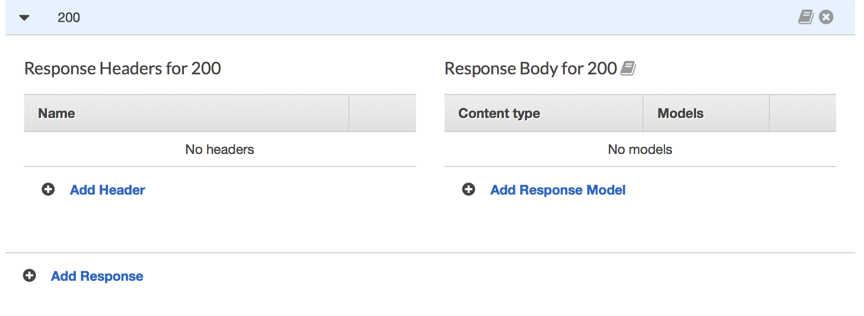 200
Response Headers for 200
Name
No headers
Add Header
Response Body for 200
Content type Models
No models
Add Response Model
Add Response